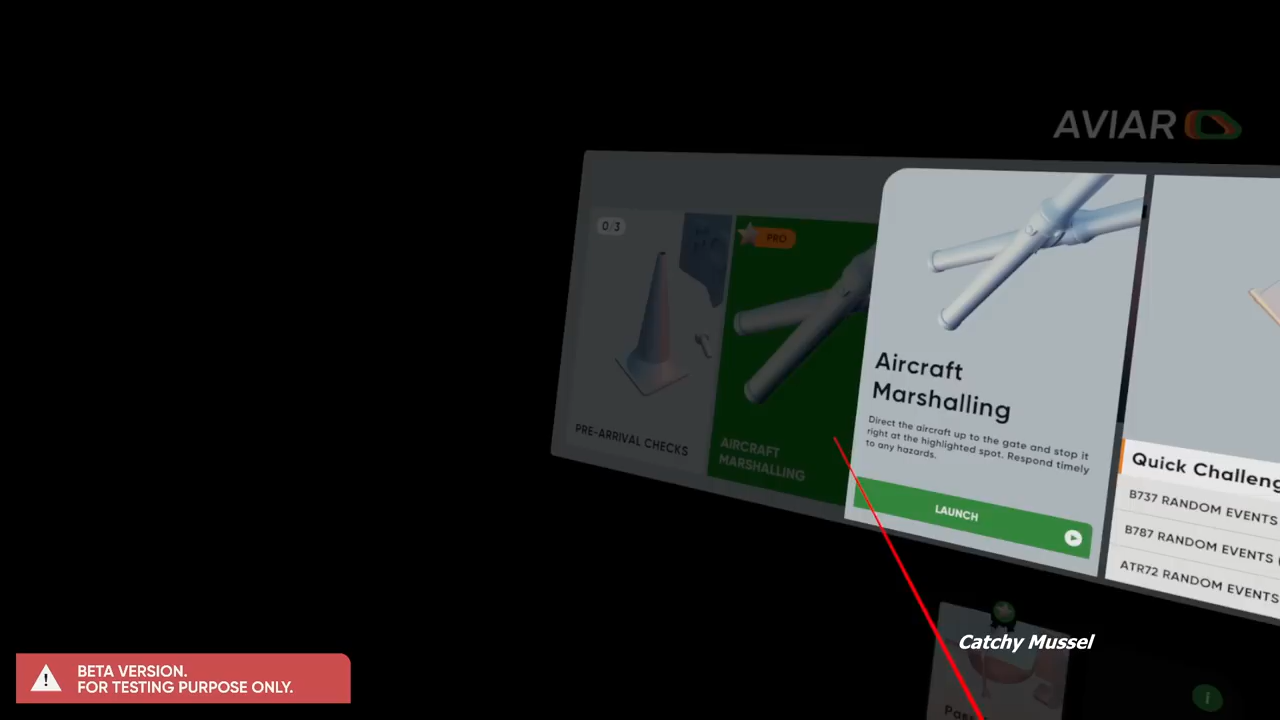 AVIAR
0/3
PRO
PRE-ARRIVAL CHECKS
AIRCRAFT
MARSHALLING
Aircraft
Marshalling
Direct the aircraft up to the gate and stop it
right at the highlighted spot. Respond timely
to any hazards.
LAUNCH
Quick Challeng
B737 RANDOM EVENTS
B787 RANDOM EVENTS (
ATR72 RANDOM EVENTS
Catchy Mussel
Pass
i
BETA VERSION.
FOR TESTING PURPOSE ONLY.